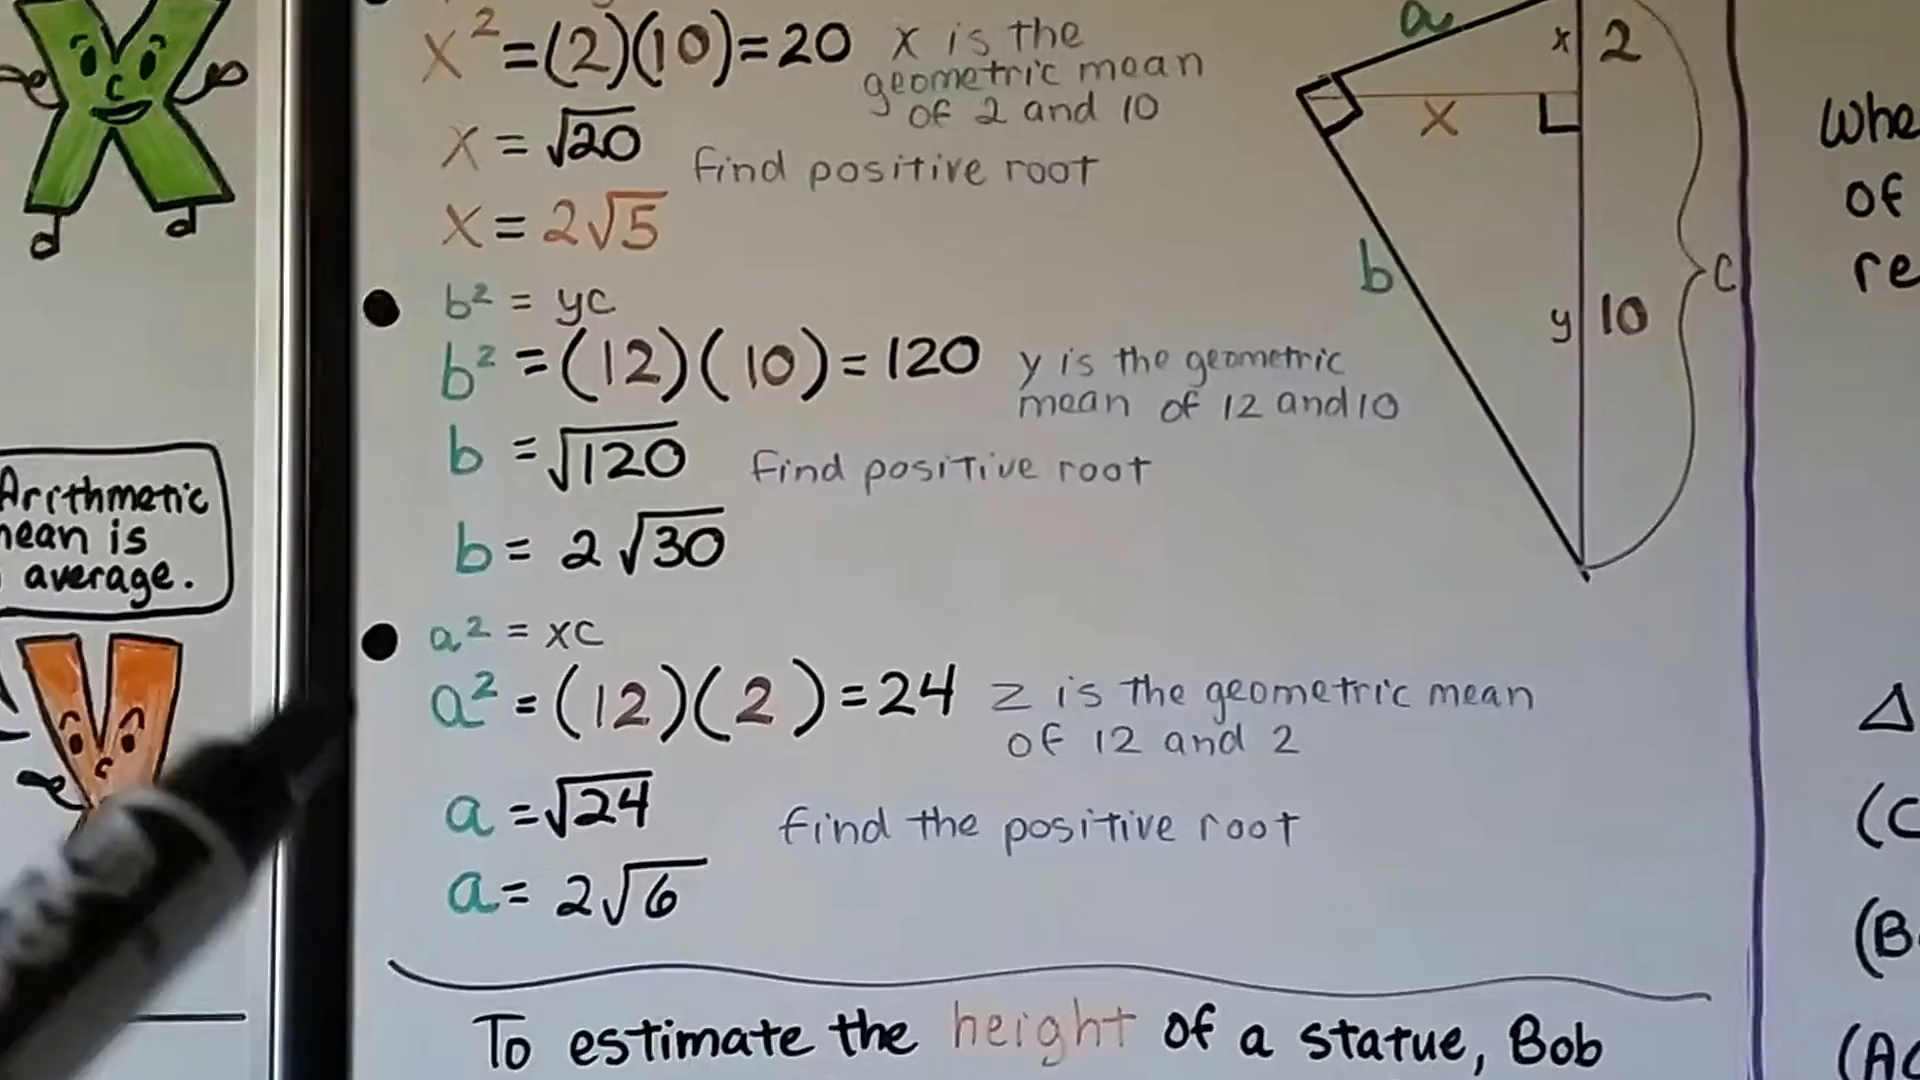 x² = (2)(10) = 20 x is the
geometric mean
of 2 and 10
x = √20 find positive root
x = 2√5
b² = yc
b² = (12)(10) = 120 y is the geometric
mean of 12 and 10
b = √120 find positive root
b = 2√30
a² = xc
a² = (12)(2) = 24 z is the geometric mean
of 12 and 2
a = √24 find the positive root
a = 2√6
To estimate the height of a statue, Bob
a
x 2
x
b
y 10
c
Arithmetic
mean is
average.
of
re
Δ
(C
(B
(AC